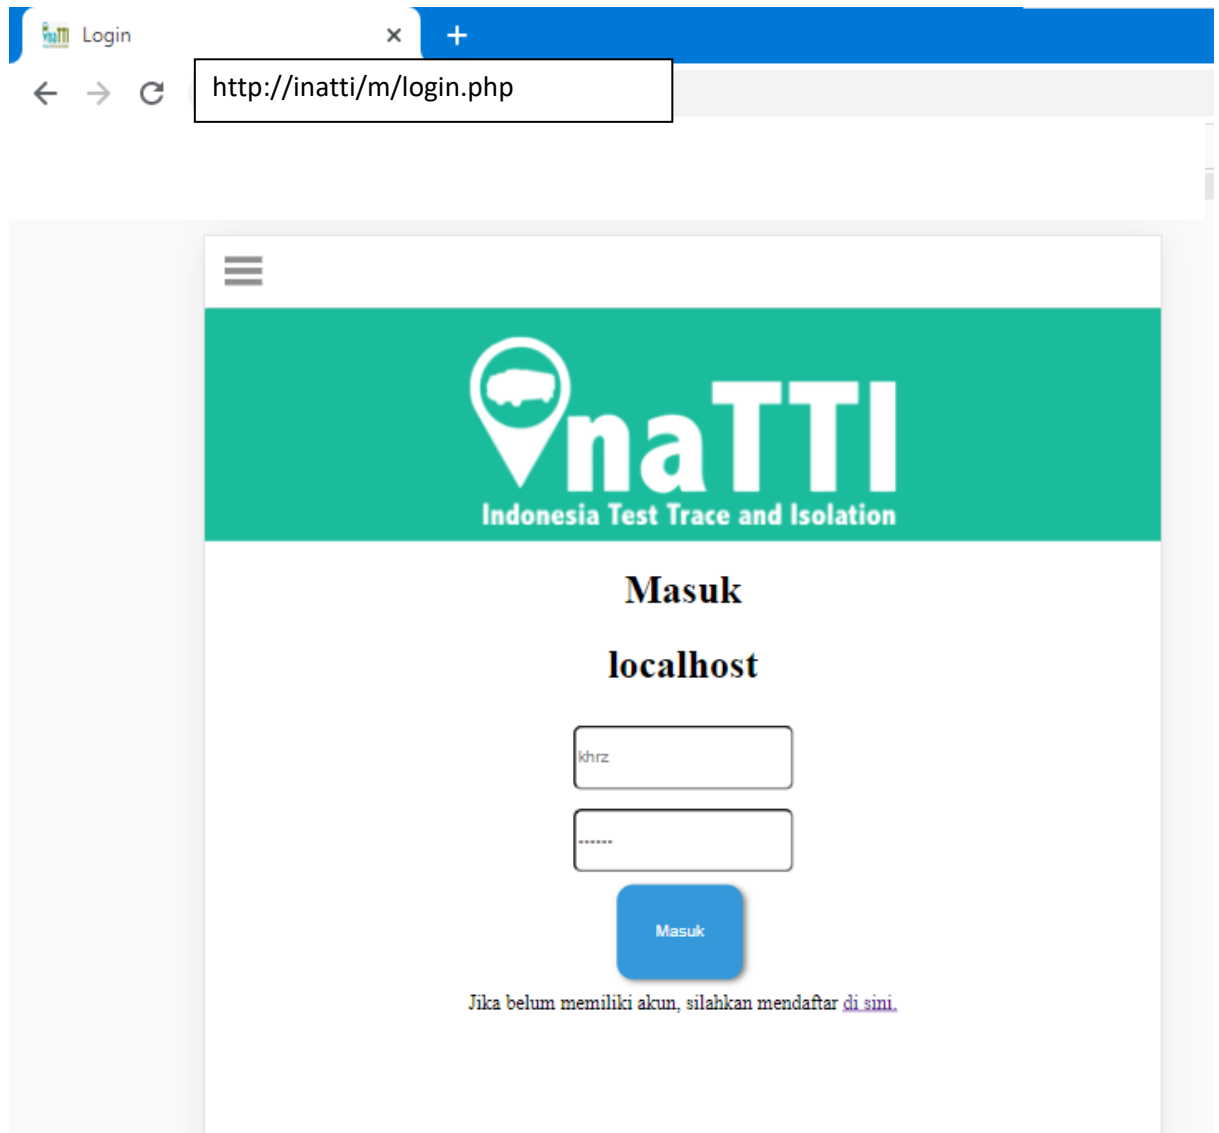 Login
http://inatti/m/login.php
inaTTI
Indonesia Test Trace and Isolation
Masuk
localhost
khrz
------
Masuk
Jika belum memiliki akun, silahkan mendaftar di sini.